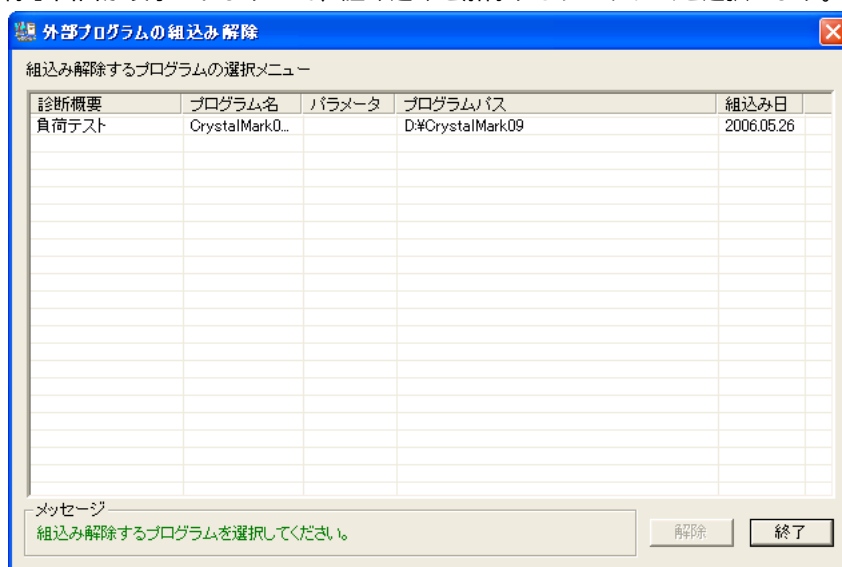 外部プログラムの組込み解除
組込み解除するプログラムの選択メニュー
診断概要 プログラム名 パラメータ プログラムパス 組込み日
負荷テスト CrystalMark0... D:¥CrystalMark09 2006.05.26
メッセージ
組込み解除するプログラムを選択してください。
解除 終了